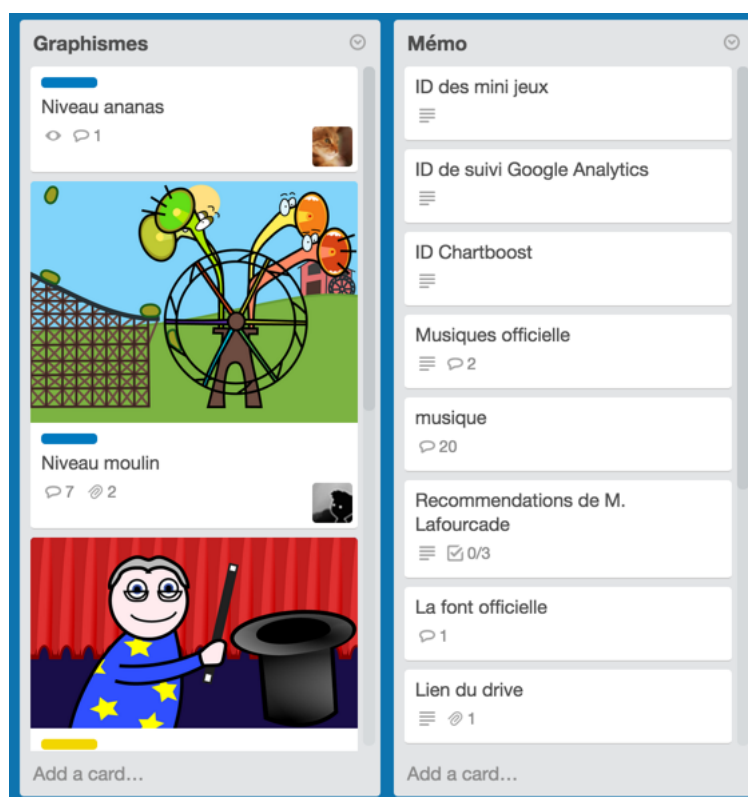 Graphismes
Niveau ananas
1
Niveau moulin
7 2
Add a card...
Mémo
ID des mini jeux
ID de suivi Google Analytics
ID Chartboost
Musiques officielle
2
musique
20
Recommendations de M.
Lafourcade
0/3
La font officielle
1
Lien du drive
1
Add a card...